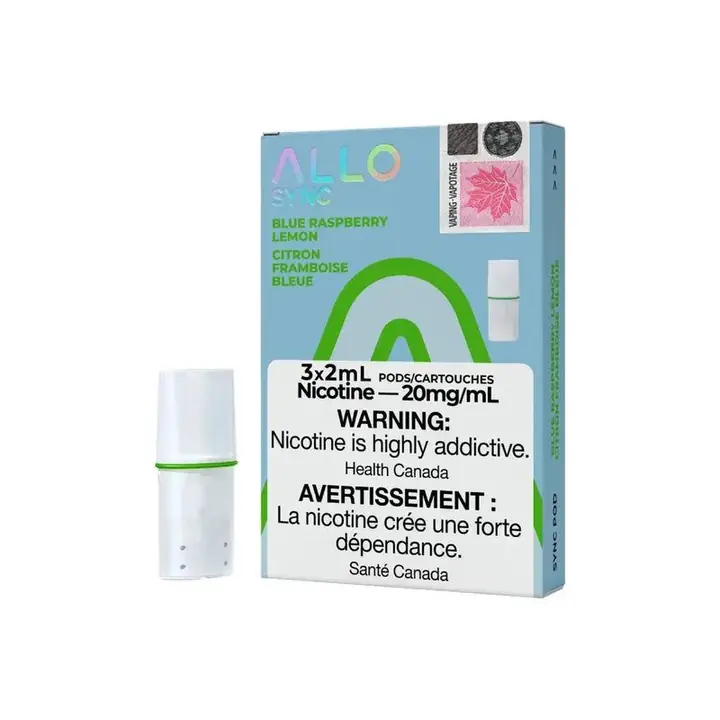 ALLO
SYNC
BLUE RASPBERRY
LEMON
CITRON
FRAMBOISE
BLEUE
VAPING-VAPOTAGE
3x2mL PODS/CARTOUCHES
Nicotine — 20mg/mL
WARNING:
Nicotine is highly addictive.
Health Canada
AVERTISSEMENT :
La nicotine crée une forte
dépendance.
Santé Canada
BLUE RASPBERRY LEMON
CITRON FRAMBOISE BLEUE
SYNC POD